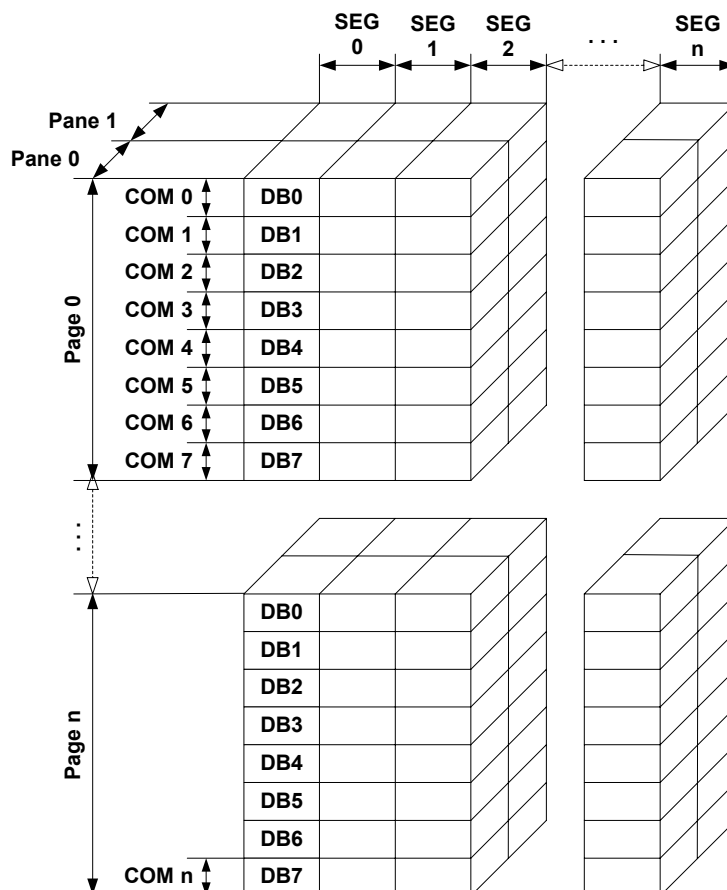 SEG 0
SEG 1
SEG 2
. . .
SEG n
Pane 1
Pane 0
Page 0
COM 0 DB0
COM 1 DB1
COM 2 DB2
COM 3 DB3
COM 4 DB4
COM 5 DB5
COM 6 DB6
COM 7 DB7
. . .
Page n
DB0
DB1
DB2
DB3
DB4
DB5
DB6
COM n DB7